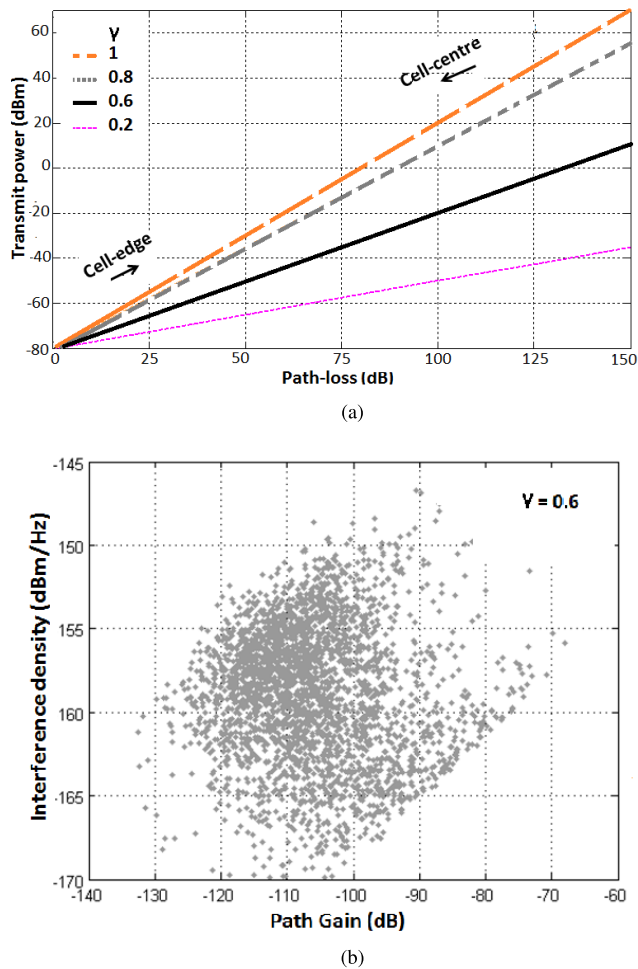 60
40
20
0
-20
-40
-60
-80
Transmit power (dBm)
γ
1
0.8
0.6
0.2
Cell-centre
Cell-edge
0 25 50 75 100 125 150
Path-loss (dB)
(a)
-145
150
155
160
165
-170
Interference density (dBm/Hz)
γ = 0.6
-140 -130 -120 -110 -100 -90 -80 -70 -60
Path Gain (dB)
(b)